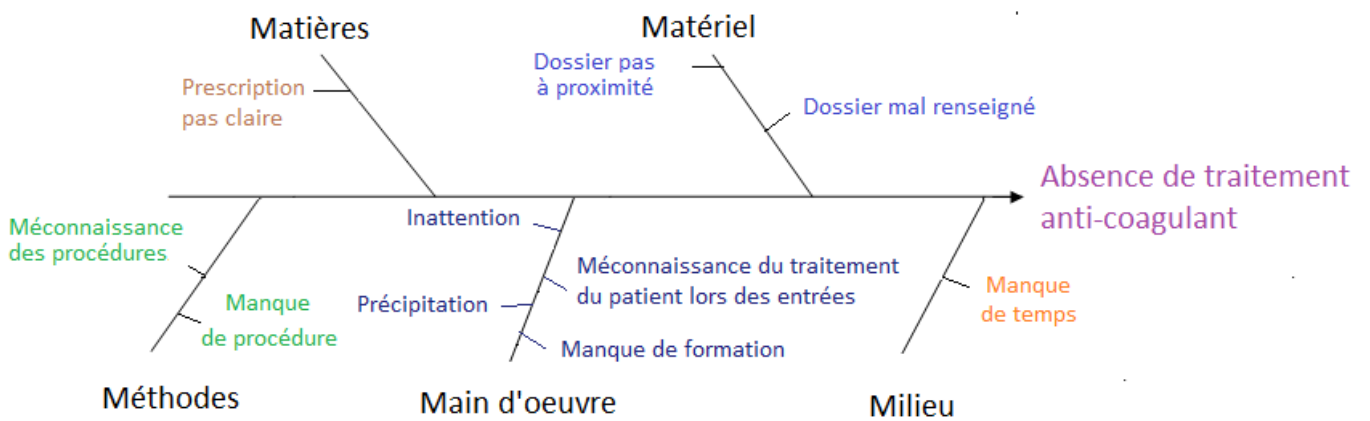 Matières
Matériel
Prescription
pas claire
Dossier pas
à proximité
Dossier mal renseigné
Absence de traitement
anti-coagulant
Méconnaissance
des procédures
Manque
de procédure
Inattention
Méconnaissance du traitement
du patient lors des entrées
Précipitation
Manque de formation
Manque
de temps
Méthodes
Main d'oeuvre
Milieu